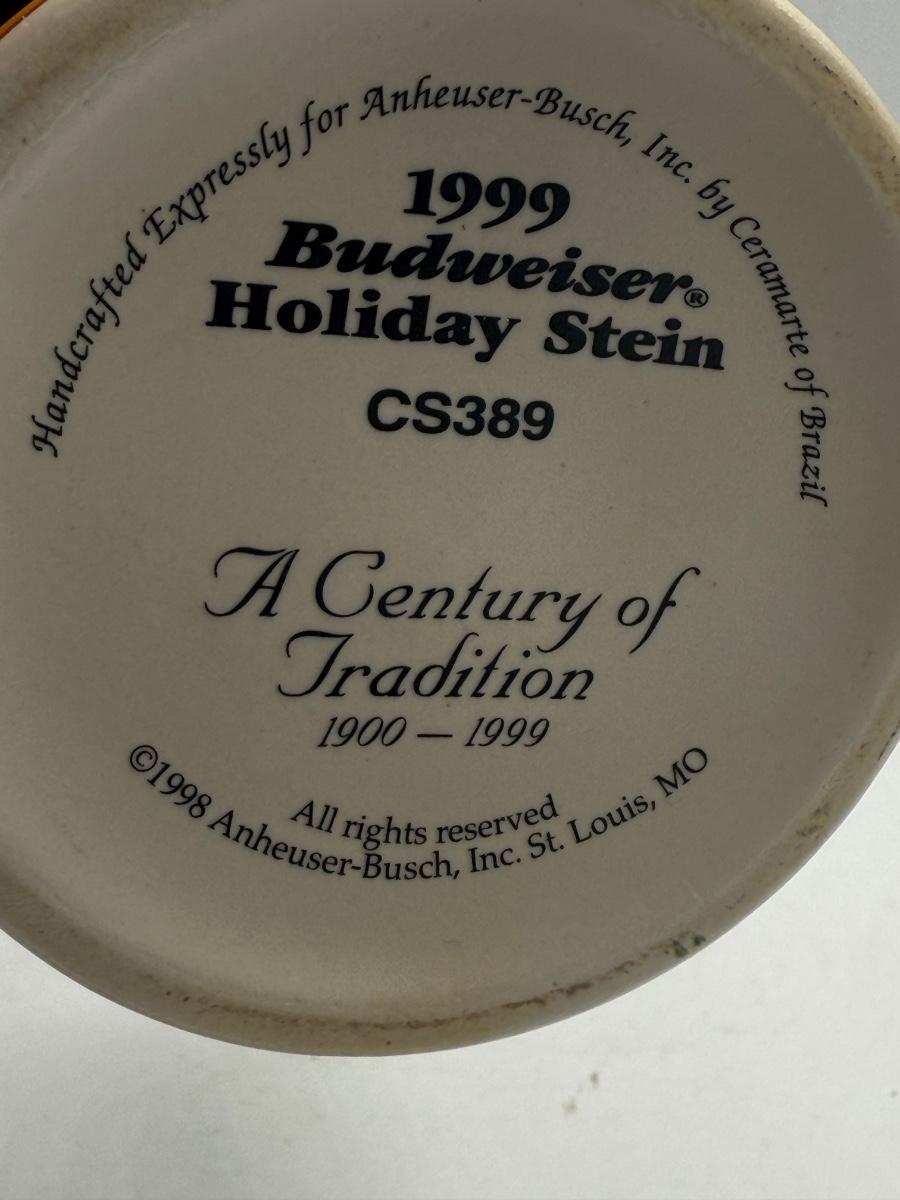 Handcrafted Expressly for Anheuser-Busch, Inc. by Ceramarte of Brazil
1999
Budweiser®
Holiday Stein
CS389
A Century of
Tradition
1900 — 1999
All rights reserved
©1998 Anheuser-Busch, Inc. St. Louis, MO